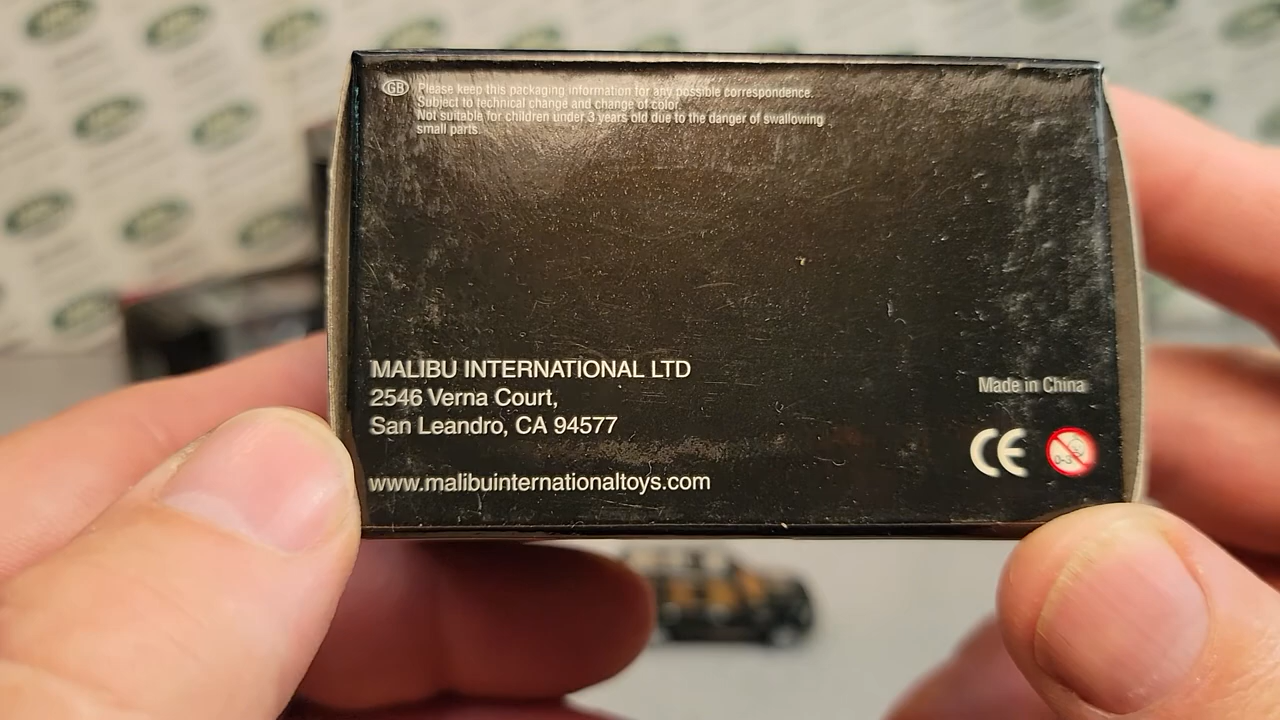 GB
Please keep this packaging information for any possible correspondence.
Subject to technical change and change of color.
Not suitable for children under 3 years old due to the danger of swallowing
small parts.
MALIBU INTERNATIONAL LTD
2546 Verna Court,
San Leandro, CA 94577
www.malibuinternationaltoys.com
Made in China
CE
0-3